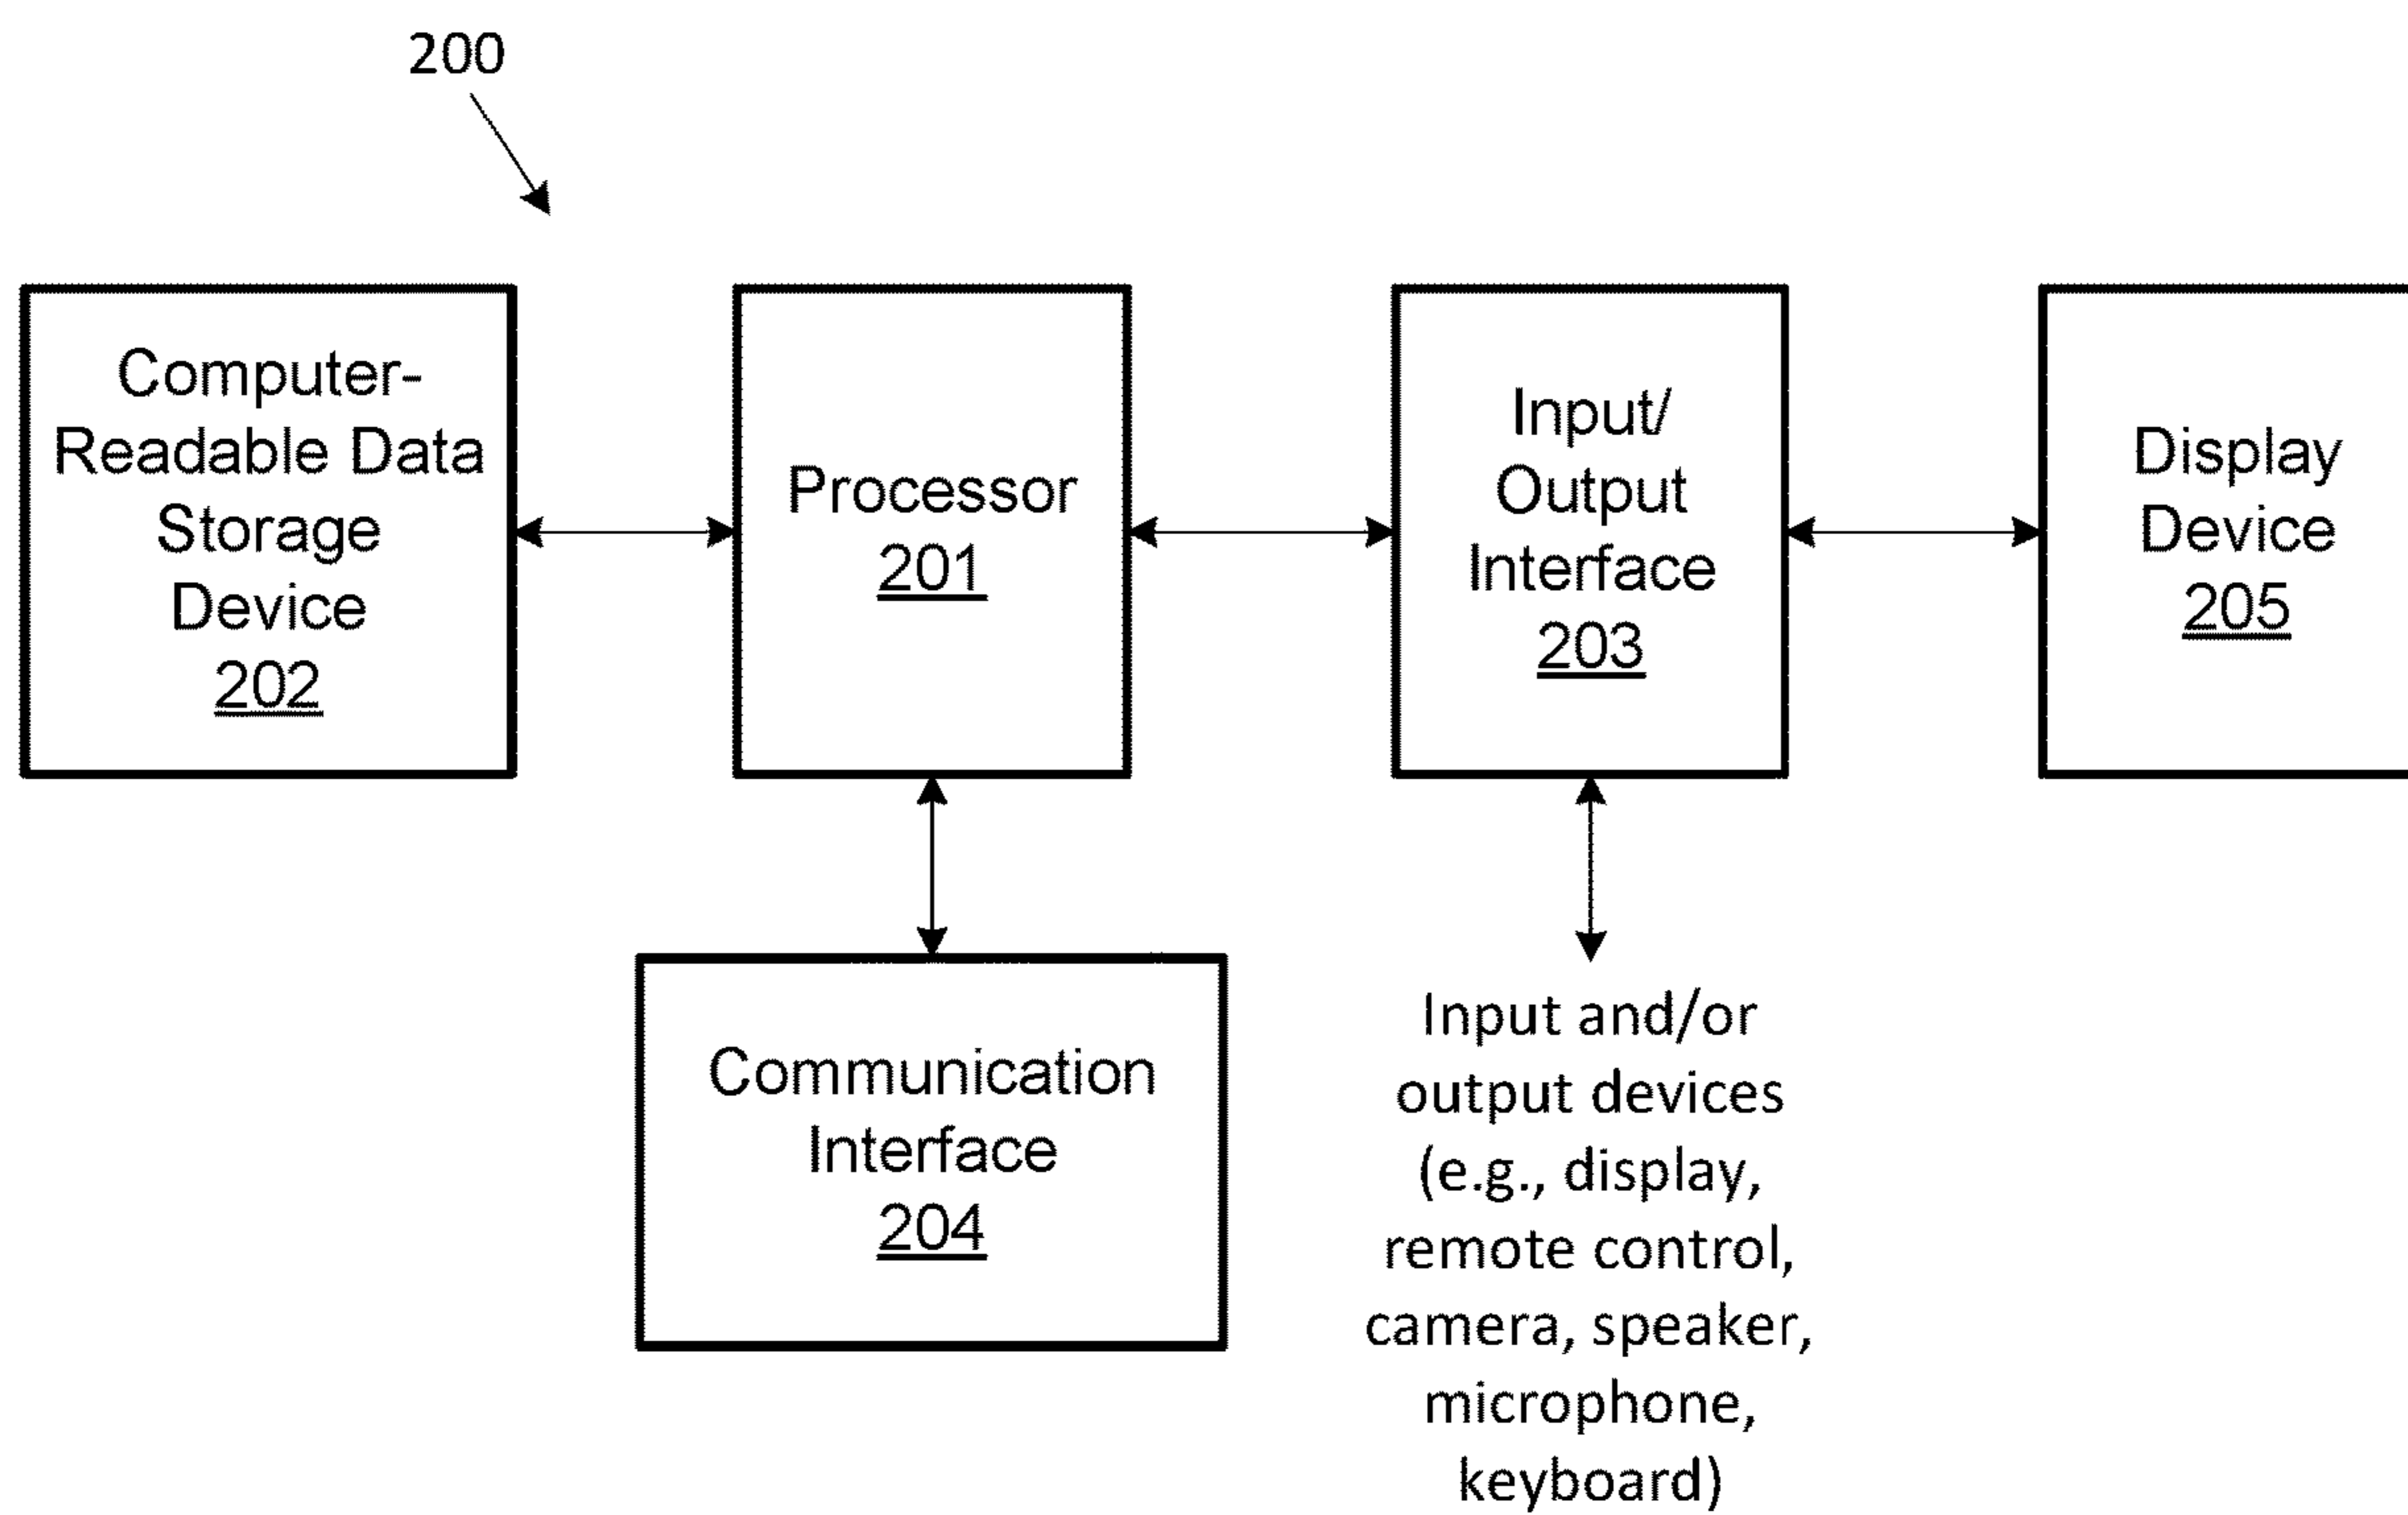 200
Computer-
Readable Data
Storage
Device
202
Processor
201
Input/
Output
Interface
203
Display
Device
205
Communication
Interface
204
Input and/or
output devices
(e.g., display,
remote control,
camera, speaker,
microphone,
keyboard)